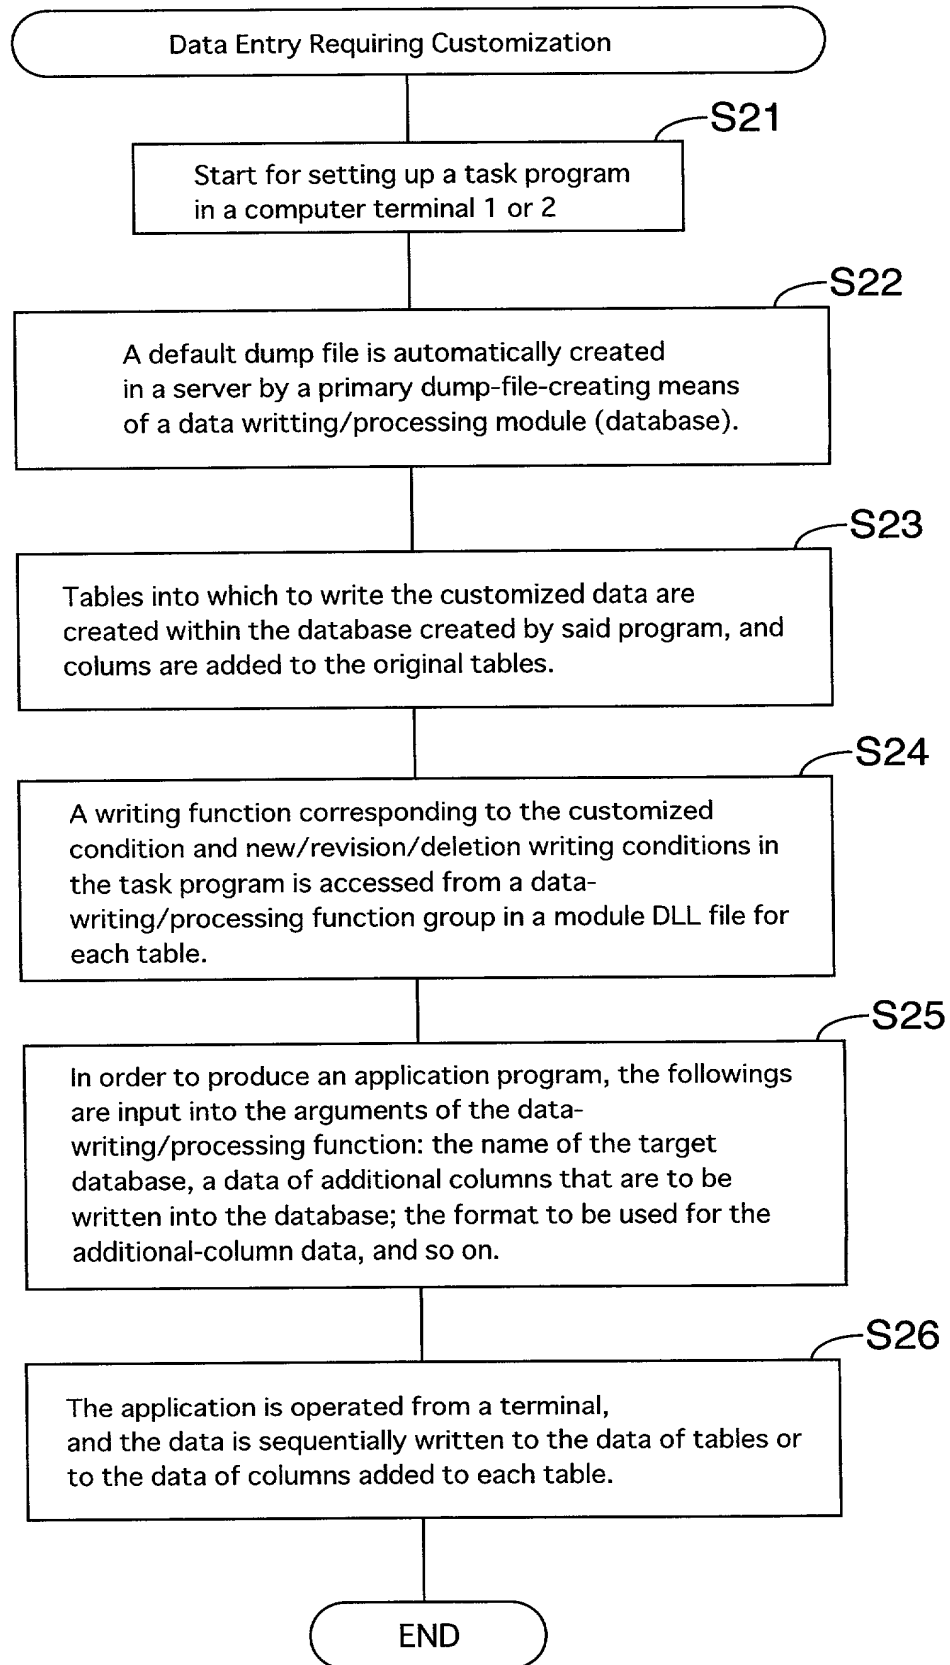 Data Entry Requiring Customization
S21
Start for setting up a task program
in a computer terminal 1 or 2
S22
A default dump file is automatically created
in a server by a primary dump-file-creating means
of a data writting/processing module (database).
S23
Tables into which to write the customized data are
created within the database created by said program, and
colums are added to the original tables.
S24
A writing function corresponding to the customized
condition and new/revision/deletion writing conditions in
the task program is accessed from a data-
writing/processing function group in a module DLL file for
each table.
S25
In order to produce an application program, the followings
are input into the arguments of the data-
writing/processing function: the name of the target
database, a data of additional columns that are to be
written into the database; the format to be used for the
additional-column data, and so on.
S26
The application is operated from a terminal,
and the data is sequentially written to the data of tables or
to the data of columns added to each table.
END